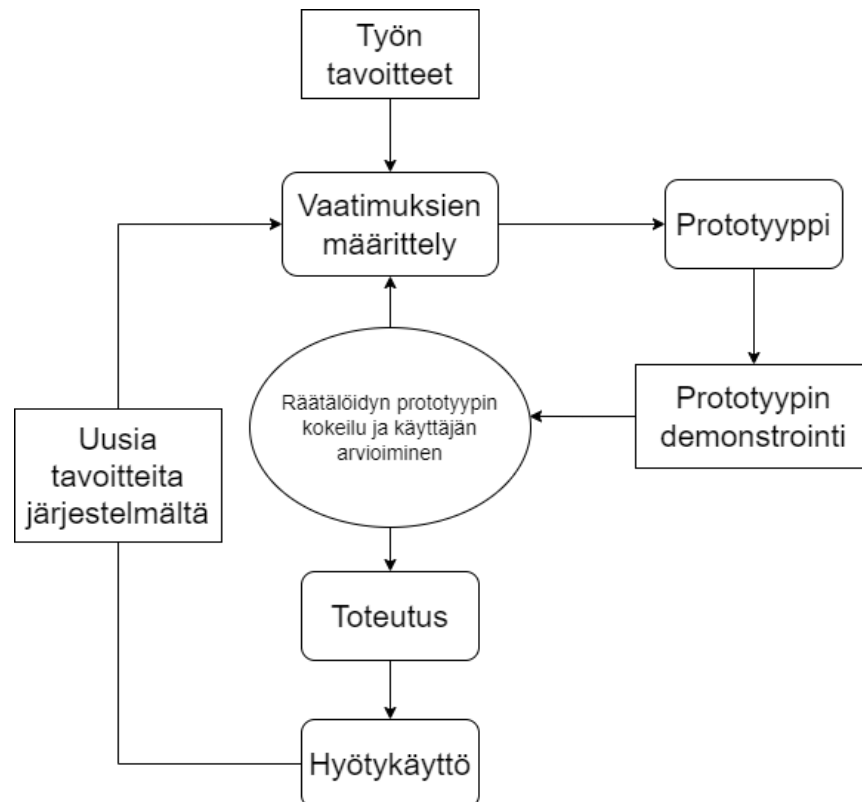 Työn
tavoitteet
Vaatimuksien
määrittely
Prototyyppi
Räätälöidyn prototyypin
kokeilu ja käyttäjän
arvioiminen
Prototyypin
demonstrointi
Uusia
tavoitteita
järjestelmältä
Toteutus
Hyötykäyttö